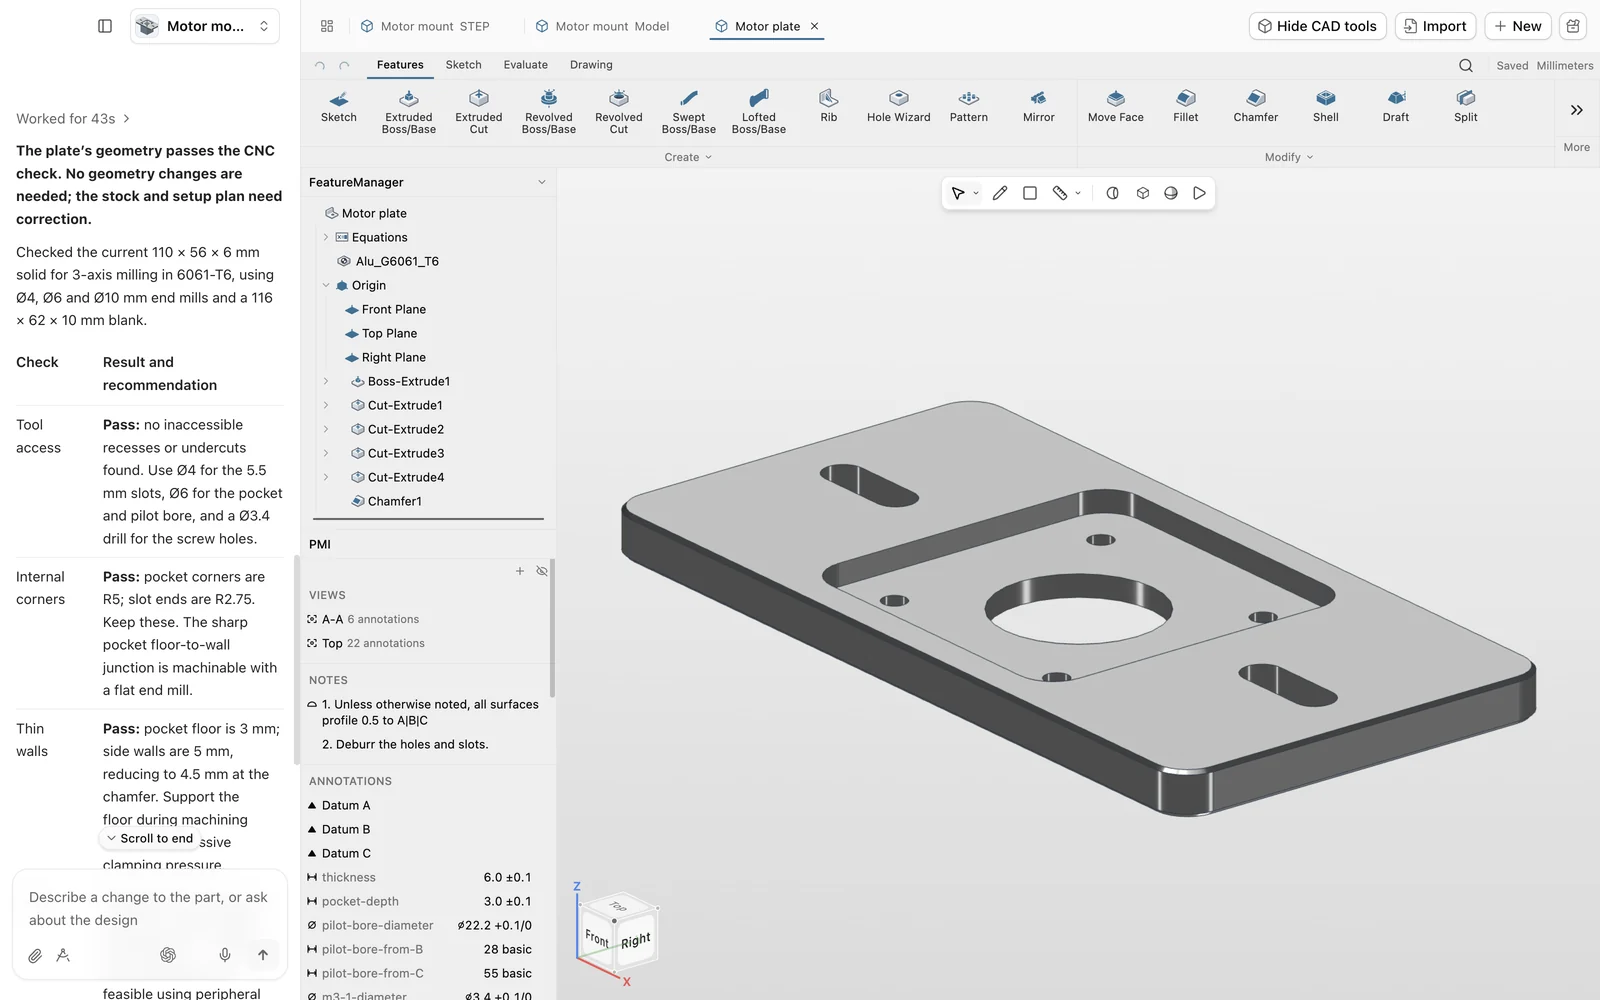 Motor mo...
Motor mount STEP
Motor mount Model
Motor plate
Hide CAD tools
Import
New
Features
Sketch
Evaluate
Drawing
Saved
Millimeters
Sketch
Extruded
Boss/Base
Extruded
Cut
Revolved
Boss/Base
Revolved
Cut
Swept
Boss/Base
Lofted
Boss/Base
Rib
Hole Wizard
Pattern
Mirror
Move Face
Fillet
Chamfer
Shell
Draft
Split
More
Create
Modify
Worked for 43s
The plate’s geometry passes the CNC
check. No geometry changes are
needed; the stock and setup plan need
correction.
Checked the current 110 × 56 × 6 mm
solid for 3-axis milling in 6061-T6, using
Ø4, Ø6 and Ø10 mm end mills and a 116
× 62 × 10 mm blank.
Check
Result and
recommendation
Tool
access
Pass: no inaccessible
recesses or undercuts
found. Use Ø4 for the 5.5
mm slots, Ø6 for the pocket
and pilot bore, and a Ø3.4
drill for the screw holes.
Internal
corners
Pass: pocket corners are
R5; slot ends are R2.75.
Keep these. The sharp
pocket floor-to-wall
junction is machinable with
a flat end mill.
Thin
walls
Pass: pocket floor is 3 mm;
side walls are 5 mm,
reducing to 4.5 mm at the
chamfer. Support the
floor during machining
Scroll to end
ssive
clamping pressure
Describe a change to the part, or ask
about the design
feasible using peripheral
FeatureManager
Motor plate
Equations
Alu_G6061_T6
Origin
Front Plane
Top Plane
Right Plane
Boss-Extrude1
Cut-Extrude1
Cut-Extrude2
Cut-Extrude3
Cut-Extrude4
Chamfer1
PMI
VIEWS
A-A 6 annotations
Top 22 annotations
NOTES
1. Unless otherwise noted, all surfaces
profile 0.5 to A|B|C
2. Deburr the holes and slots.
ANNOTATIONS
Datum A
Datum B
Datum C
thickness 6.0 ±0.1
pocket-depth 3.0 ±0.1
pilot-bore-diameter ⌀22.2 +0.1/0
pilot-bore-from-B 28 basic
pilot-bore-from-C 55 basic
m3-1-diameter ⌀3.4 +0.1/0
Z
Top
Front
Right
X